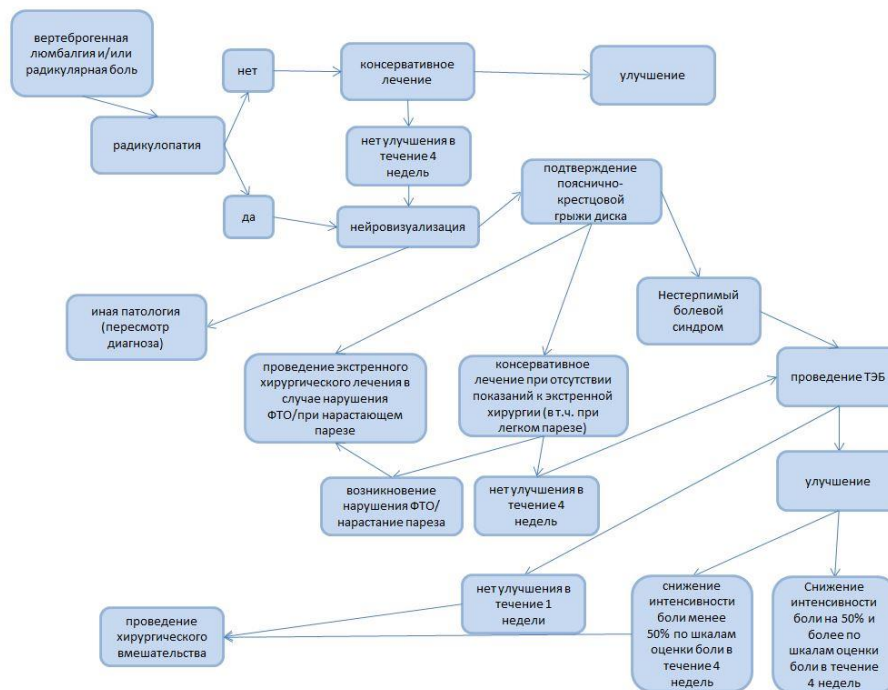 вертеброгенная
люмбалгия и/или
радикулярная боль
нет
консервативное
лечение
улучшение
радикулопатия
нет улучшения в
течение 4
недель
подтверждение
пояснично-
крестцовой
грыжи диска
да
нейровизуализация
иная патология
(пересмотр
диагноза)
Нестерпимый
болевой
синдром
проведение экстренного
хирургического лечения в
случае нарушения
ФТО/при нарастающем
парезе
консервативное
лечение при отсутствии
показаний к экстренной
хирургии (в т.ч. при
легком парезе)
проведение ТЭБ
возникновение
нарушения ФТО/
нарастание пареза
нет улучшения в
течение 4
недель
улучшение
нет улучшения в
течение 1
недели
снижение
интенсивности
боли менее
50% по шкалам
оценки боли в
течение 4
недель
Снижение
интенсивности
боли на 50% и
более по
шкалам оценки
боли в течение
4 недель
проведение
хирургического
вмешательства